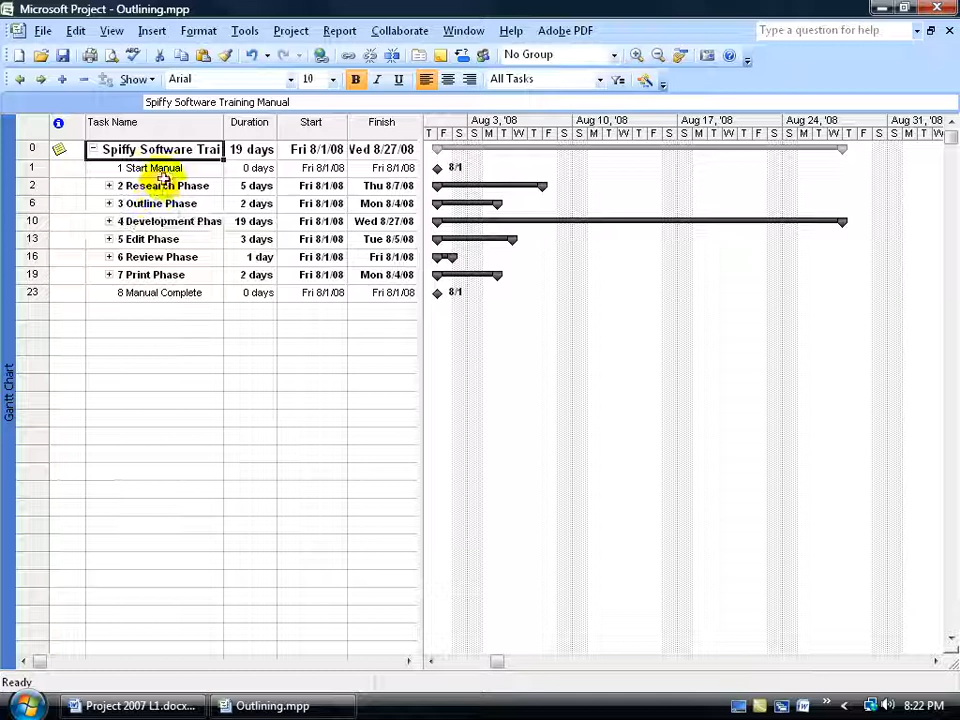 Microsoft Project - Outlining.mpp
File Edit View Insert Format Tools Project Report Collaborate Window Help Adobe PDF Type a question for help
No Group
Show Arial 10 B I U All Tasks
Spiffy Software Training Manual
Task Name Duration Start Finish Aug 3, '08 Aug 10, '08 Aug 17, '08 Aug 24, '08 Aug 31, '08
T F S S M T W T F S S M T W T F S S M T W T F S S M T W T F S S M T W
0 Spiffy Software Trai 19 days Fri 8/1/08 Wed 8/27/08
1 1 Start Manual 0 days Fri 8/1/08 Fri 8/1/08 8/1
2 2 Research Phase 5 days Fri 8/1/08 Thu 8/7/08
6 3 Outline Phase 2 days Fri 8/1/08 Mon 8/4/08
10 4 Development Phas 19 days Fri 8/1/08 Wed 8/27/08
13 5 Edit Phase 3 days Fri 8/1/08 Tue 8/5/08
16 6 Review Phase 1 day Fri 8/1/08 Fri 8/1/08
19 7 Print Phase 2 days Fri 8/1/08 Mon 8/4/08
23 8 Manual Complete 0 days Fri 8/1/08 Fri 8/1/08 8/1
Gantt Chart
Ready
Project 2007 L1.docx... Outlining.mpp 8:22 PM